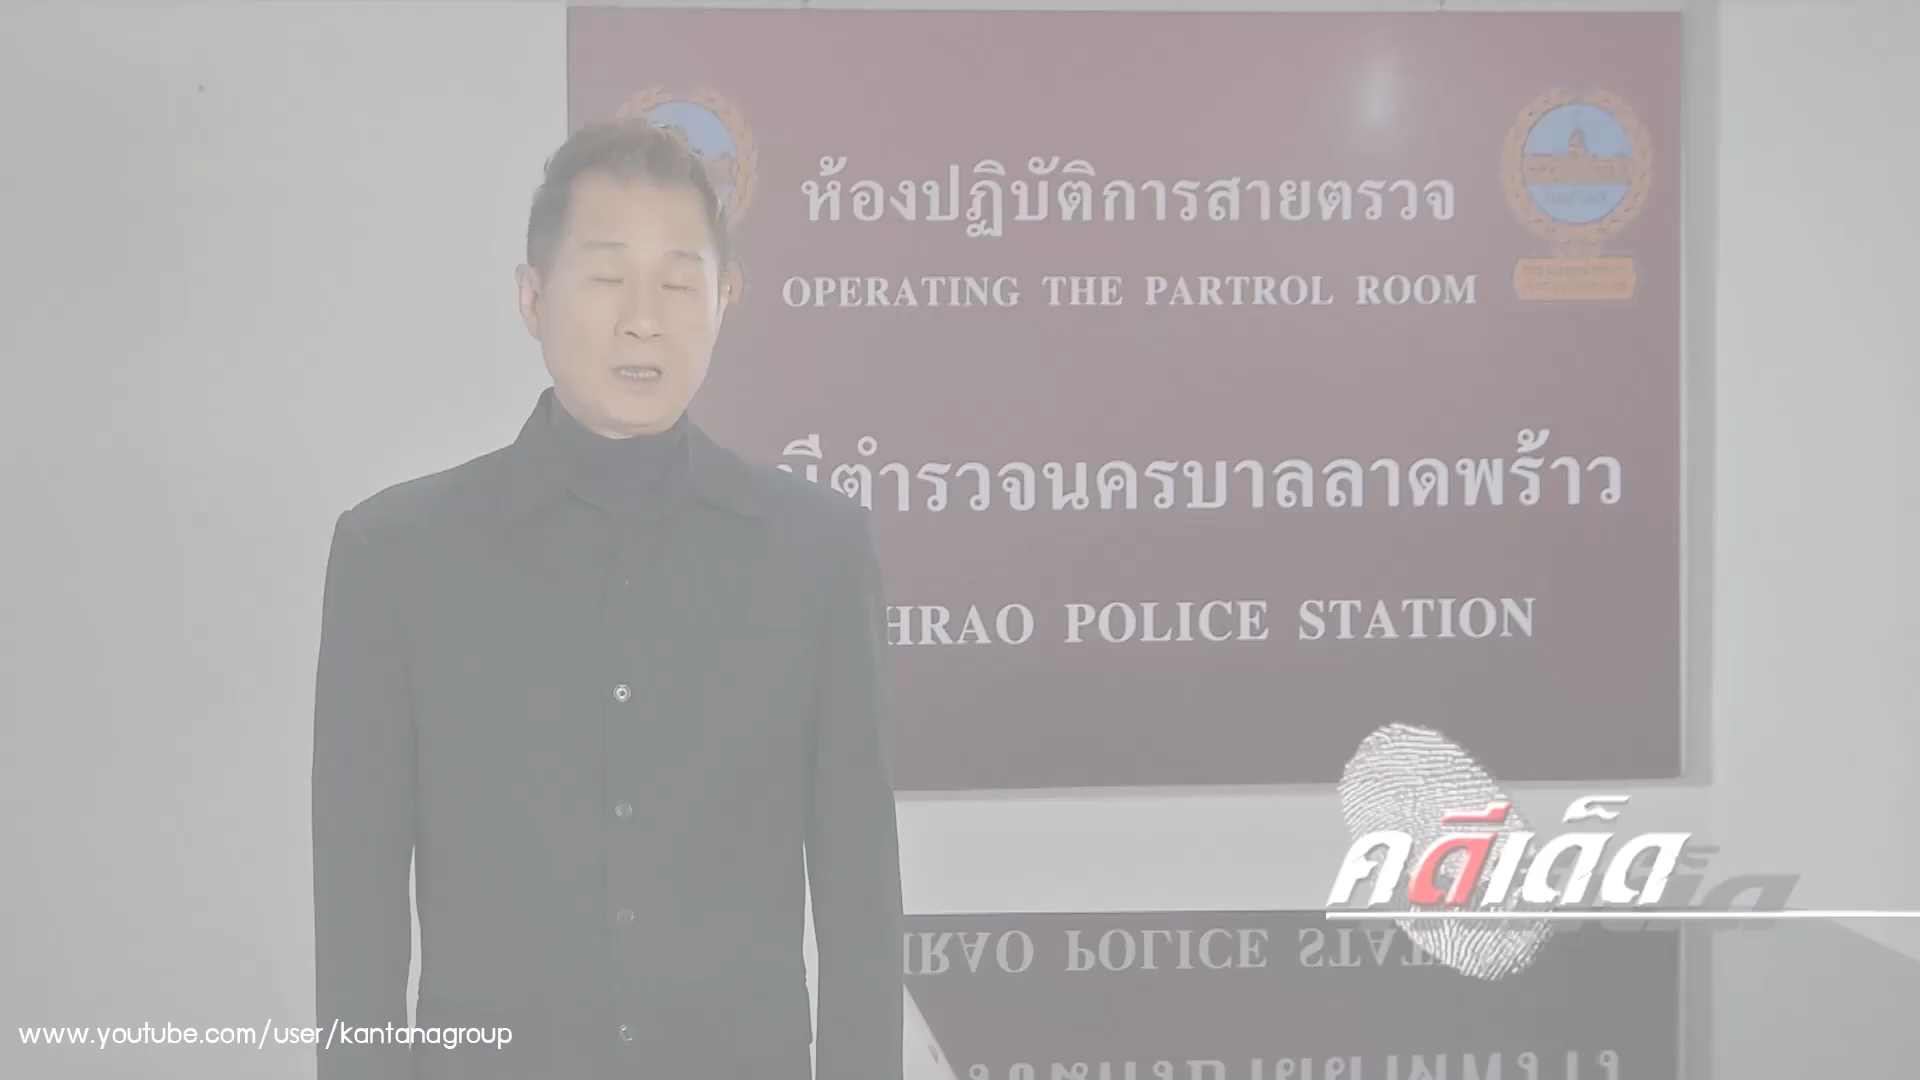 ห้องปฏิบัติการสายตรวจ
OPERATING THE PARTROL ROOM
ตำรวจนครบาลลาดพร้าว
POLICE STATION
คดีเด็ด
www.youtube.com/user/kantanagroup